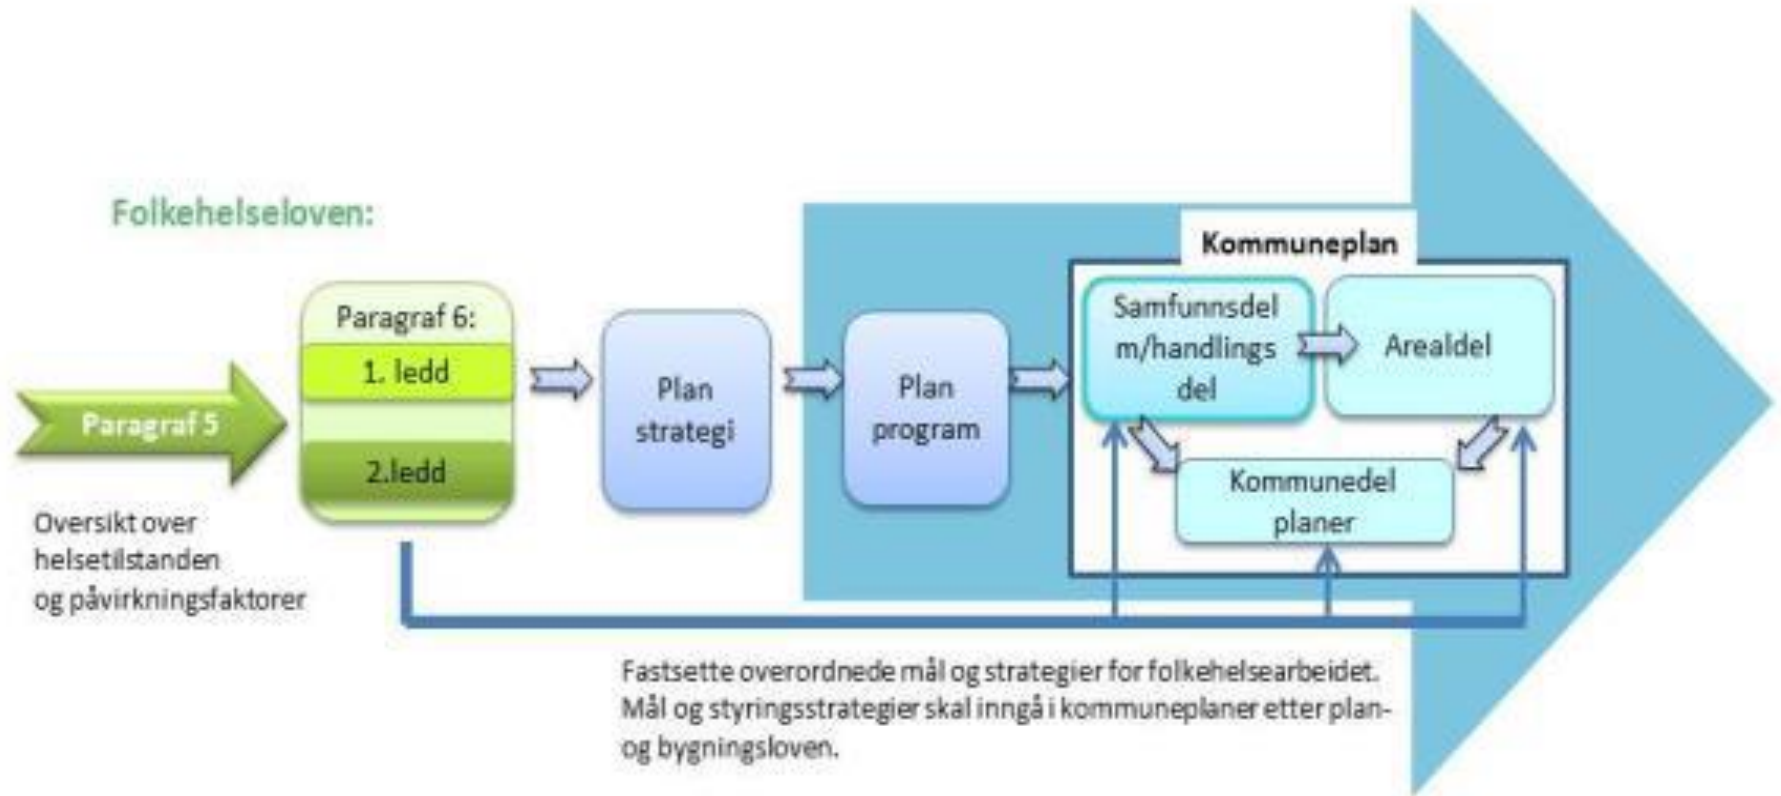 Folkehelseloven:
Paragraf 5
Oversikt over
helsetilstanden
og påvirkningsfaktorer
Paragraf 6:
1. ledd
2.ledd
Plan
strategi
Plan
program
Kommuneplan
Samfunnsdel
m/handlings
del
Arealdel
Kommunedel
planer
Fastsette overordnede mål og strategier for folkehelsearbeidet.
Mål og styringsstrategier skal inngå i kommuneplaner etter plan-
og bygningsloven.